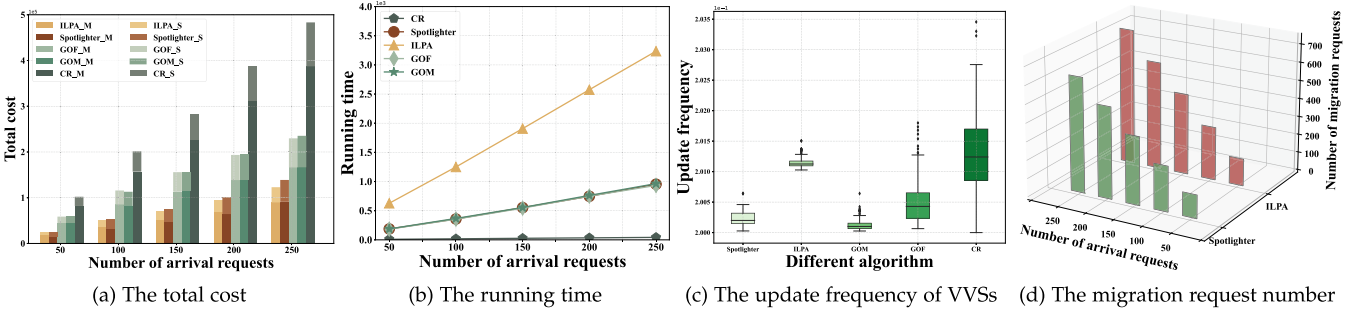 1e5
5
4
3
2
1
0
Total cost
ILPA_M
Spotlighter_M
GOF_M
GOM_M
CR_M
ILPA_S
Spotlighter_S
GOF_S
GOM_S
CR_S
50 100 150 200 250
Number of arrival requests
(a) The total cost
1e3
4.0
3.5
3.0
2.5
2.0
1.5
1.0
0.5
0.0
Running time
CR
Spotlighter
ILPA
GOF
GOM
50 100 150 200 250
Number of arrival requests
(b) The running time
1e−1
2.035
2.030
2.025
2.020
2.015
2.010
2.005
2.000
Update frequency
Spotlighter ILPA GOM GOF CR
Different algorithm
(c) The update frequency of VVSs
700
600
500
400
300
200
100
0
Number of migration requests
250 200 150 100 50
Number of arrival requests
ILPA
Spotlighter
(d) The migration request number